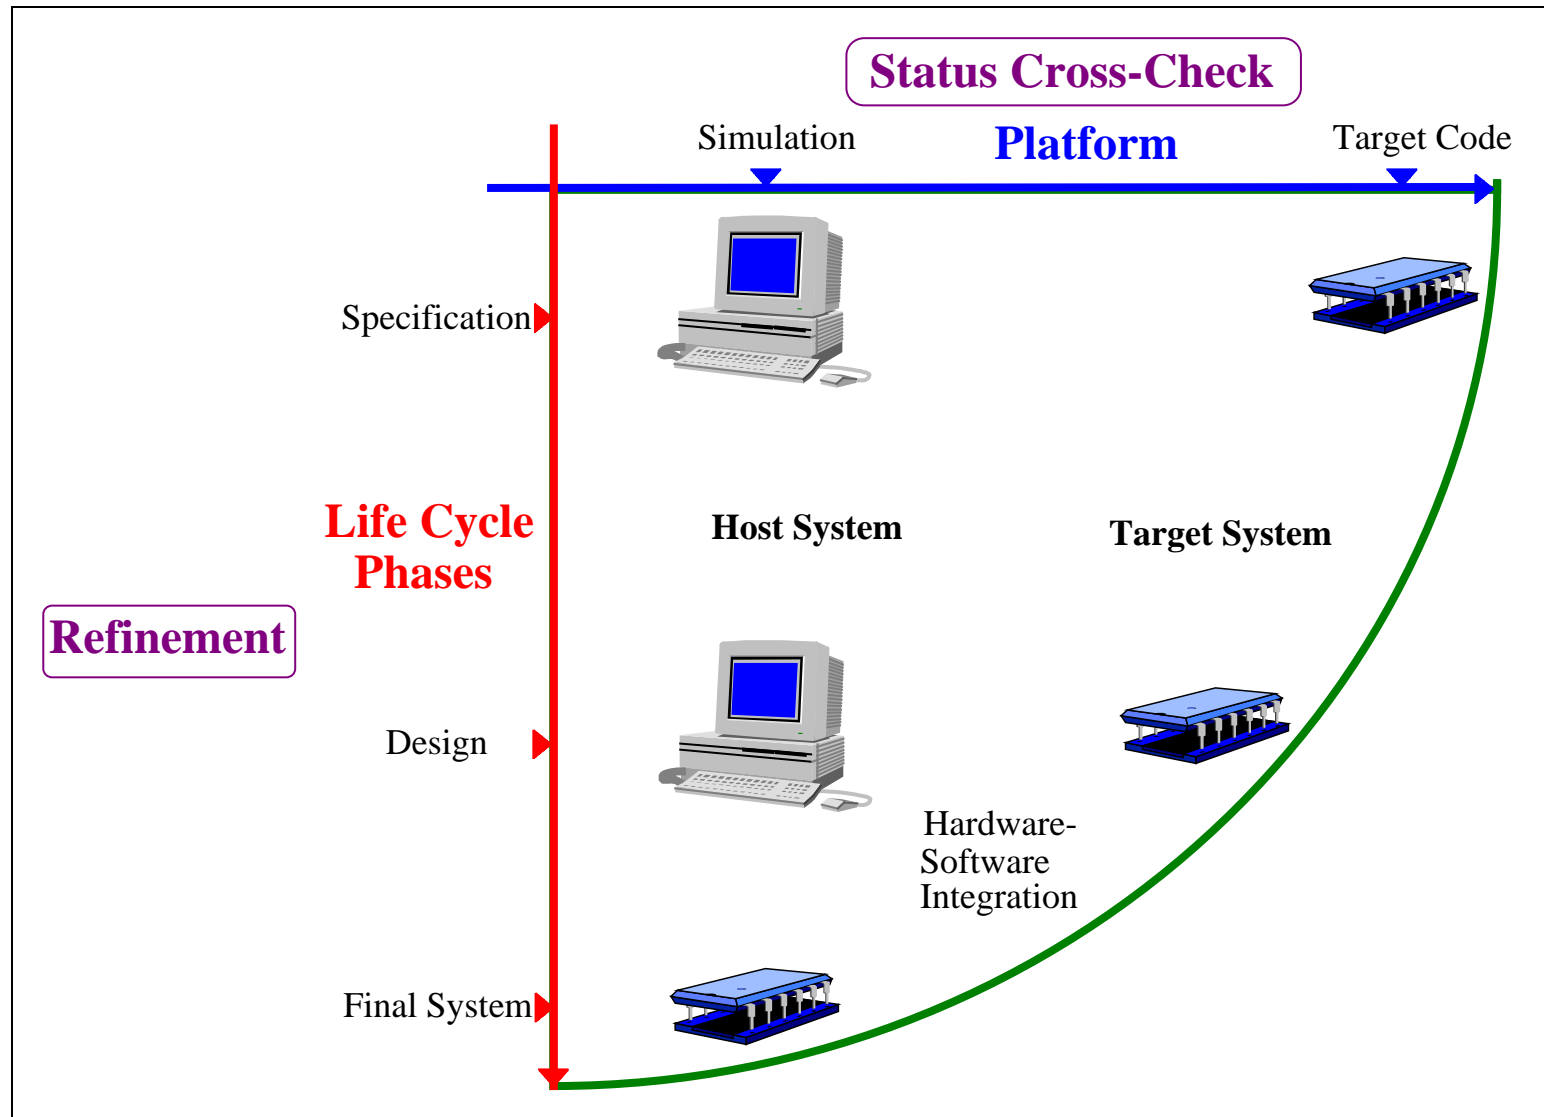 Status Cross-Check
Simulation
Platform
Target Code
Specification
Life Cycle
Phases
Host System
Target System
Refinement
Design
Hardware-
Software
Integration
Final System